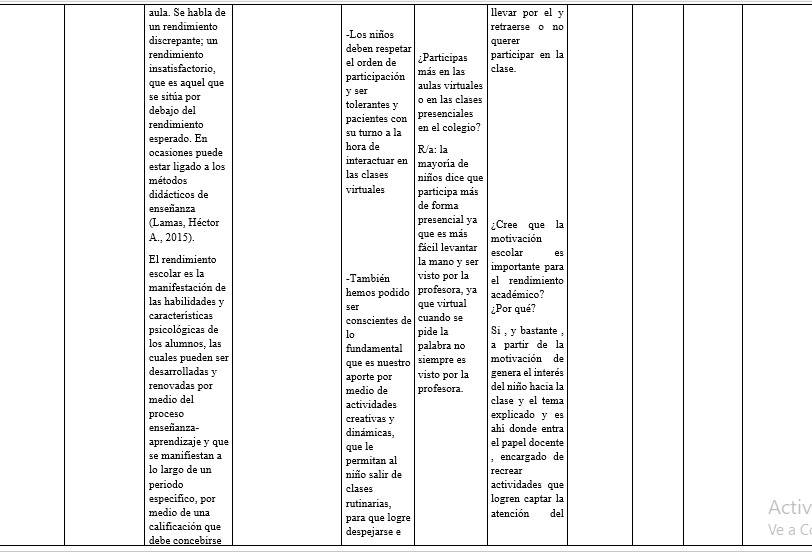 aula. Se habla de
un rendimiento
discrepante; un
rendimiento
insatisfactorio,
que es aquel que
se sitúa por
debajo del
rendimiento
esperado. En
ocasiones puede
estar ligado a los
métodos
didácticos de
enseñanza
(Lamas, Héctor
A., 2015).
El rendimiento
escolar es la
manifestación de
las habilidades y
características
psicológicas de
los alumnos, las
cuales pueden ser
desarrolladas y
renovadas por
medio del
proceso
enseñanza-
aprendizaje y que
se manifiestan a
lo largo de un
periodo
específico, por
medio de una
calificación que
debe concebirse
-Los niños
deben respetar
el orden de
participación
y ser
tolerantes y
pacientes con
su turno a la
hora de
interactuar en
las clases
virtuales
-También
hemos podido
ser
conscientes de
lo
fundamental
que es nuestro
aporte por
medio de
actividades
creativas y
dinámicas,
que le
permitan al
niño salir de
clases
rutinarias,
para que logre
despejarse e
¿Participas
más en las
aulas virtuales
o en las clases
presenciales
en el colegio?
R/a: la
mayoría de
niños dice que
participa más
de forma
presencial ya
que es más
fácil levantar
la mano y ser
visto por la
profesora, ya
que virtual
cuando se
pide la
palabra no
siempre es
visto por la
profesora.
llevar por el y
retraerse o no
querer
participar en la
clase.
¿Cree que la
motivación
escolar es
importante para
el rendimiento
académico?
¿Por qué?
Si , y bastante ,
a partir de la
motivación de
genera el interés
del niño hacia la
clase y el tema
explicado y es
ahí donde entra
el papel docente
, encargado de
recrear
actividades que
logren captar la
atención del
Activ
Ve a Co